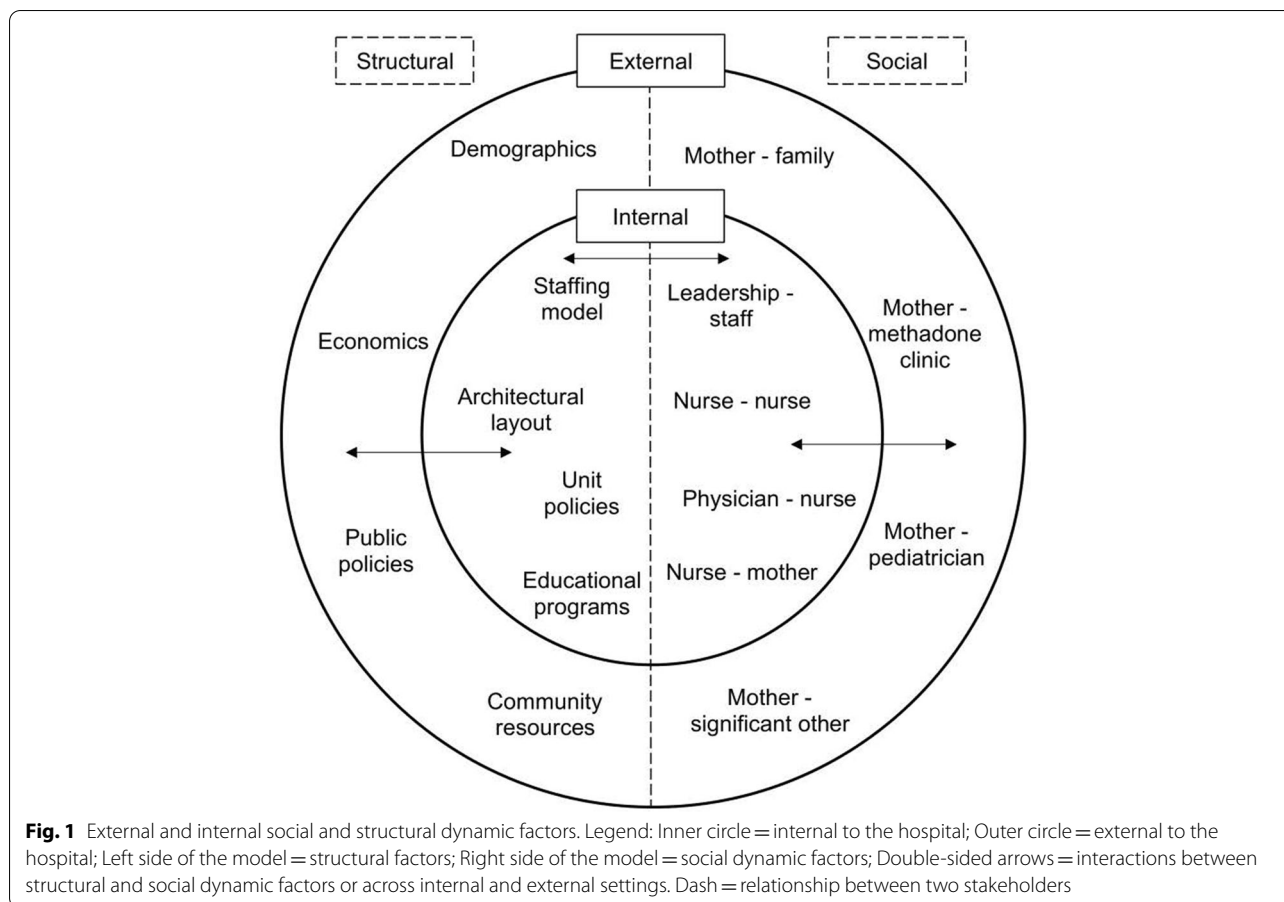 Structural
External
Social
Demographics
Mother - family
Internal
Staffing
model
Leadership -
staff
Economics
Mother -
methadone
clinic
Architectural
layout
Nurse - nurse
Unit
policies
Physician - nurse
Public
policies
Mother -
pediatrician
Educational
programs
Nurse - mother
Community
resources
Mother -
significant other
Fig. 1 External and internal social and structural dynamic factors. Legend: Inner circle = internal to the hospital; Outer circle = external to the
hospital; Left side of the model = structural factors; Right side of the model = social dynamic factors; Double-sided arrows = interactions between
structural and social dynamic factors or across internal and external settings. Dash = relationship between two stakeholders